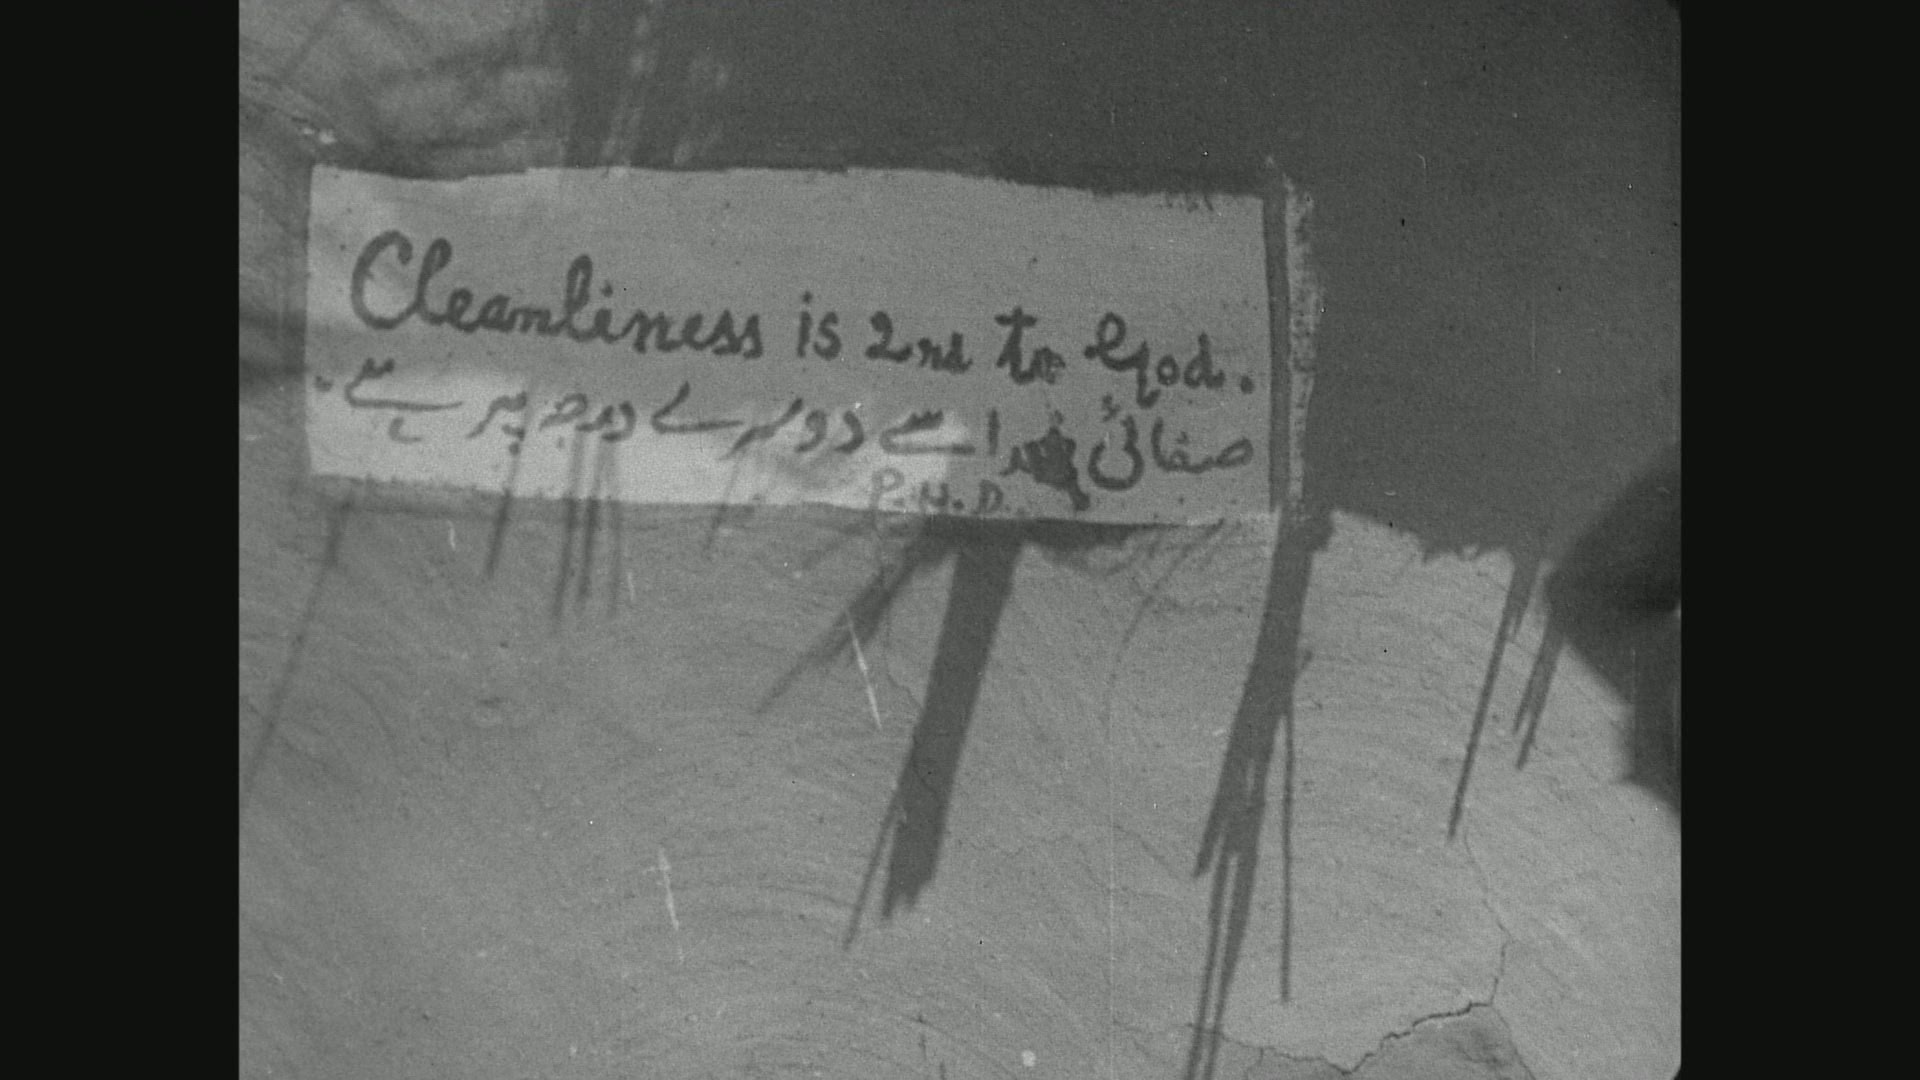 Cleanliness is 2nd to God.
صفائی خدا سے دوسرے درجہ پر ہے۔
P.H.D.